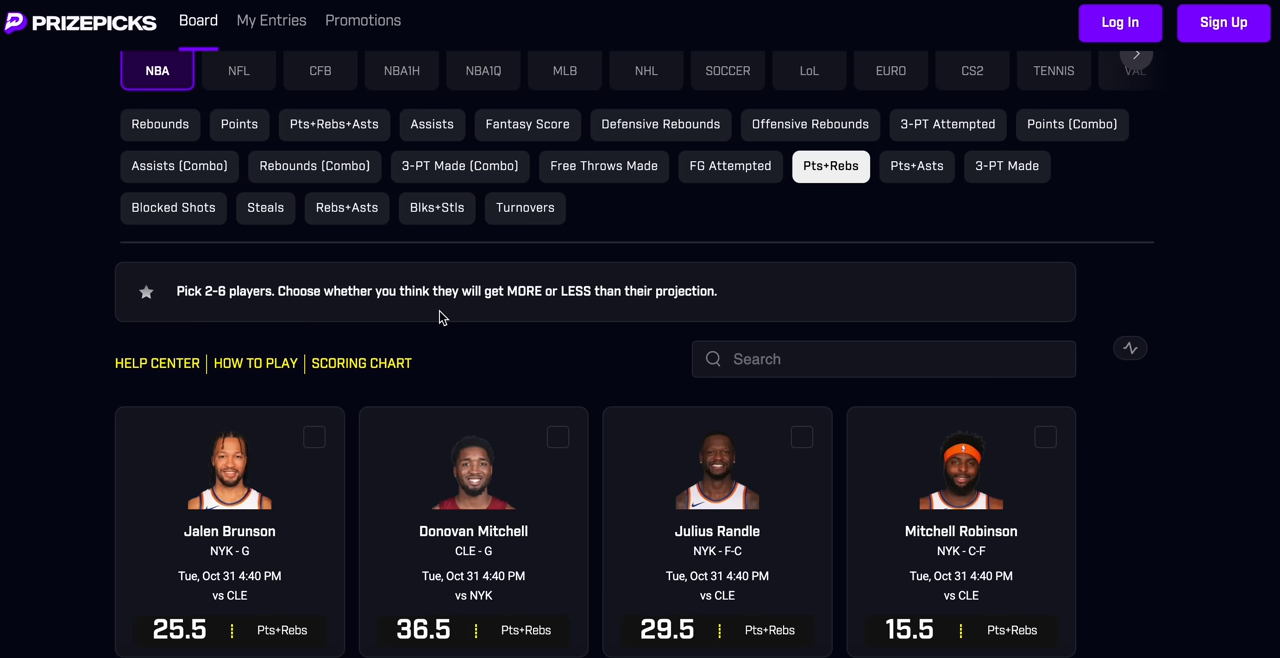 PRIZEPICKS Board My Entries Promotions Log In Sign Up
NBA NFL CFB NBA1H NBA1Q MLB NHL SOCCER LoL EURO CS2 TENNIS VAL
Rebounds Points Pts+Rebs+Asts Assists Fantasy Score Defensive Rebounds Offensive Rebounds 3-PT Attempted Points (Combo)
Assists (Combo) Rebounds (Combo) 3-PT Made (Combo) Free Throws Made FG Attempted Pts+Rebs Pts+Asts 3-PT Made
Blocked Shots Steals Rebs+Asts Blks+Stls Turnovers
Pick 2-6 players. Choose whether you think they will get MORE or LESS than their projection.
HELP CENTER HOW TO PLAY SCORING CHART Search
Jalen Brunson
NYK - G
Tue, Oct 31 4:40 PM
vs CLE
25.5 Pts+Rebs
Donovan Mitchell
CLE - G
Tue, Oct 31 4:40 PM
vs NYK
36.5 Pts+Rebs
Julius Randle
NYK - F-C
Tue, Oct 31 4:40 PM
vs CLE
29.5 Pts+Rebs
Mitchell Robinson
NYK - C-F
Tue, Oct 31 4:40 PM
vs CLE
15.5 Pts+Rebs